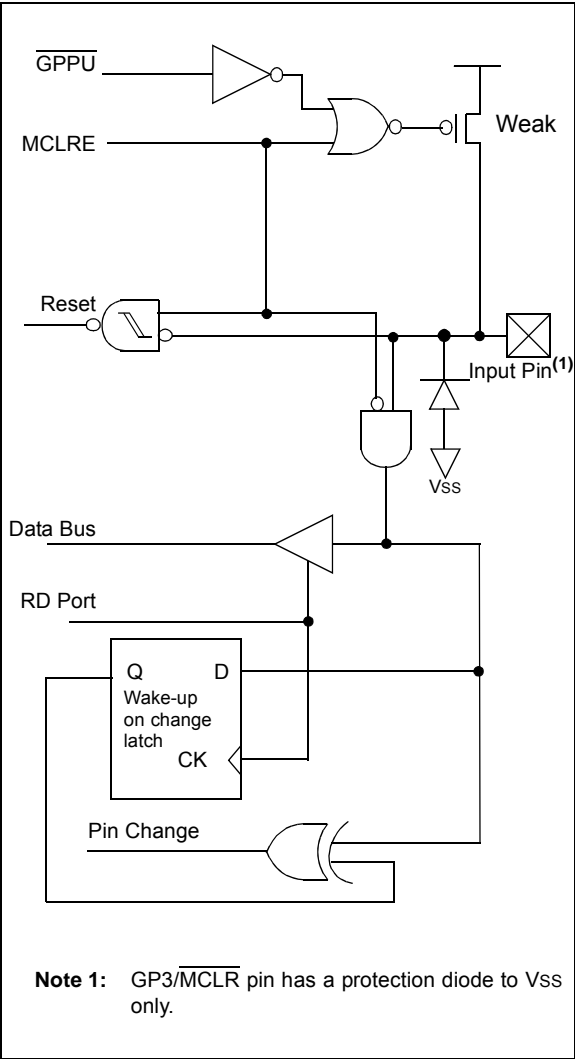 GPPU
MCLRE
Weak
Reset
Input Pin(1)
VSS
Data Bus
RD Port
Q D
Wake-up
on change
latch
CK
Pin Change
Note 1: GP3/MCLR pin has a protection diode to VSS
only.